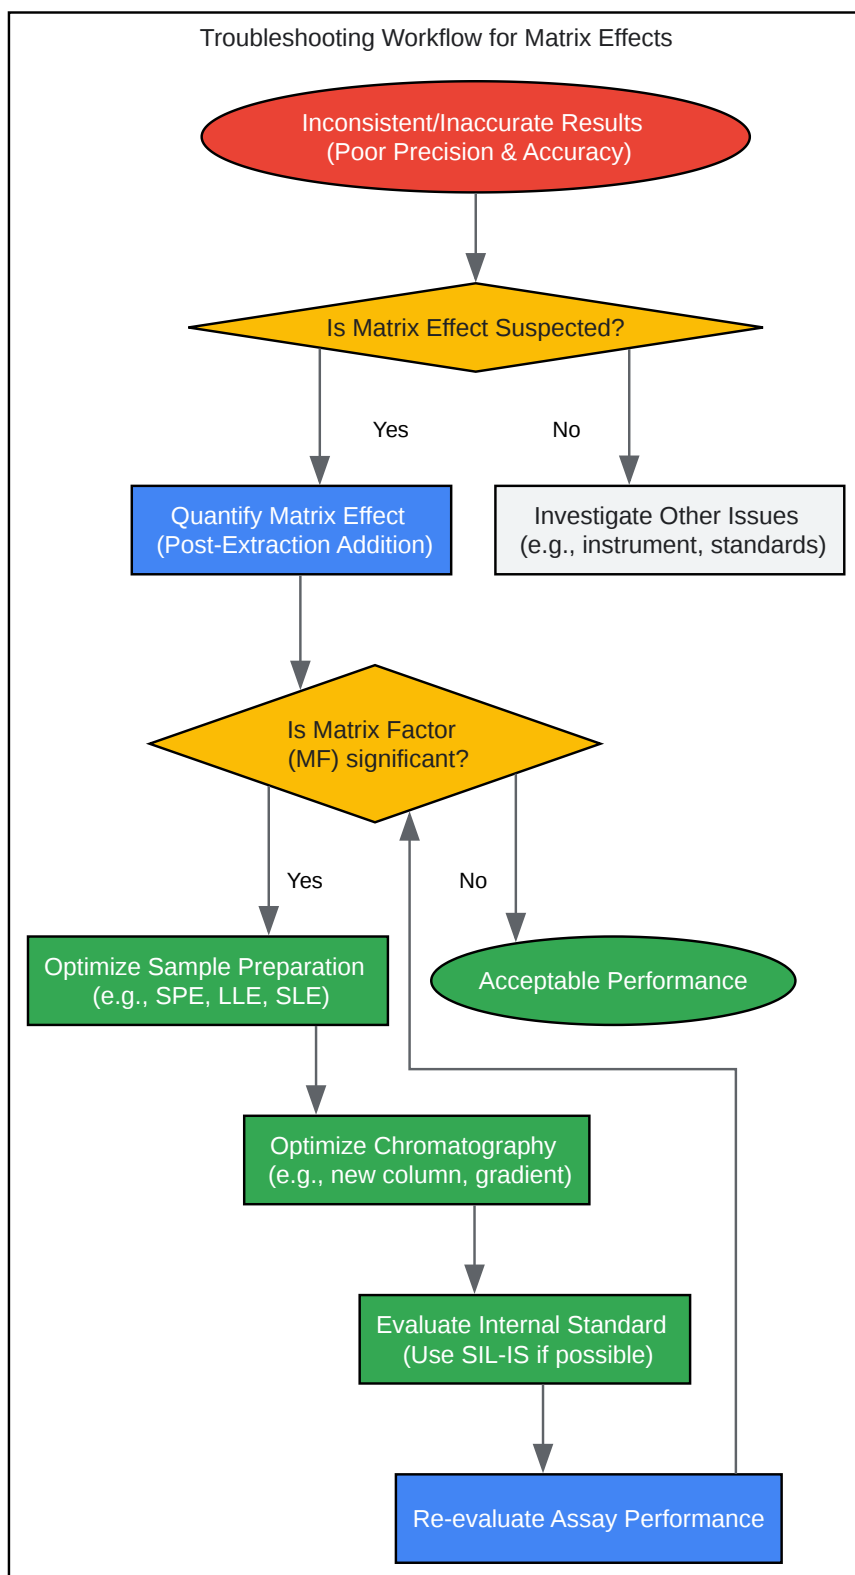 Troubleshooting Workflow for Matrix Effects
Inconsistent/Inaccurate Results
(Poor Precision & Accuracy)
Is Matrix Effect Suspected?
Yes
No
Quantify Matrix Effect
(Post-Extraction Addition)
Investigate Other Issues
(e.g., instrument, standards)
Is Matrix Factor
(MF) significant?
Yes
No
Optimize Sample Preparation
(e.g., SPE, LLE, SLE)
Acceptable Performance
Optimize Chromatography
(e.g., new column, gradient)
Evaluate Internal Standard
(Use SIL-IS if possible)
Re-evaluate Assay Performance